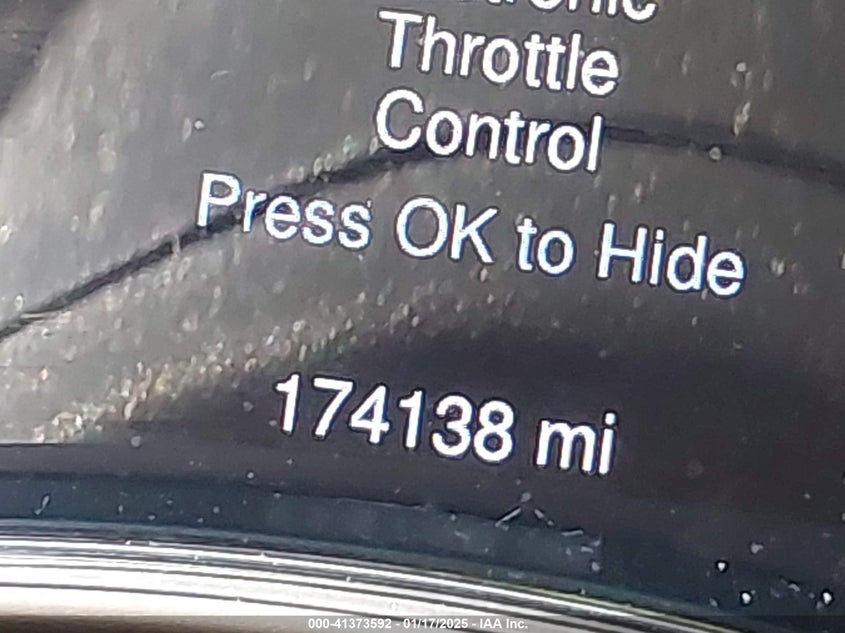 Throttle
Control
Press OK to Hide
174138 mi
000-41373592 - 01/17/2025 - IAA Inc.